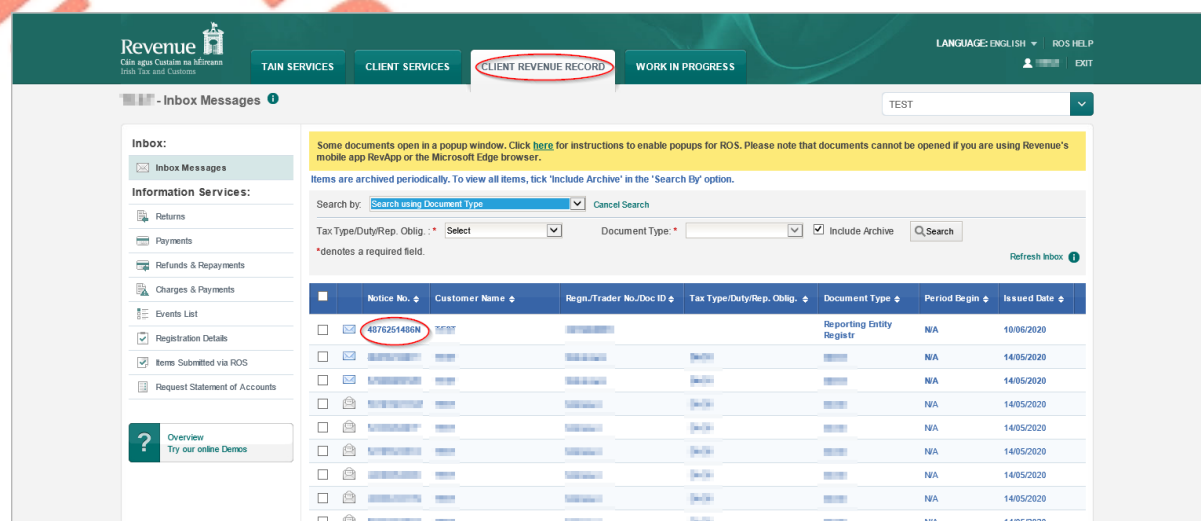 Revenue
Cáin agus Custaim na hÉireann
Irish Tax and Customs
TAIN SERVICES
CLIENT SERVICES
CLIENT REVENUE RECORD
WORK IN PROGRESS
LANGUAGE: ENGLISH
ROS HELP
EXIT
- Inbox Messages
TEST
Inbox:
Inbox Messages
Information Services:
Returns
Payments
Refunds & Repayments
Charges & Payments
Events List
Registration Details
Items Submitted via ROS
Request Statement of Accounts
?
Overview
Try our online Demos
Some documents open in a popup window. Click here for instructions to enable popups for ROS. Please note that documents cannot be opened if you are using Revenue's
mobile app RevApp or the Microsoft Edge browser.
Items are archived periodically. To view all items, tick 'Include Archive' in the 'Search By' option.
Search by: Search using Document Type Cancel Search
Tax Type/Duty/Rep. Oblig. : * Select Document Type: * Include Archive Search
*denotes a required field.
Refresh Inbox
Notice No. Customer Name Regn./Trader No./Doc ID Tax Type/Duty/Rep. Oblig. Document Type Period Begin Issued Date
4876251486N Reporting Entity N/A 10/06/2020
Registr
N/A 14/05/2020
N/A 14/05/2020
N/A 14/05/2020
N/A 14/05/2020
N/A 14/05/2020
N/A 14/05/2020
N/A 14/05/2020
N/A 14/05/2020